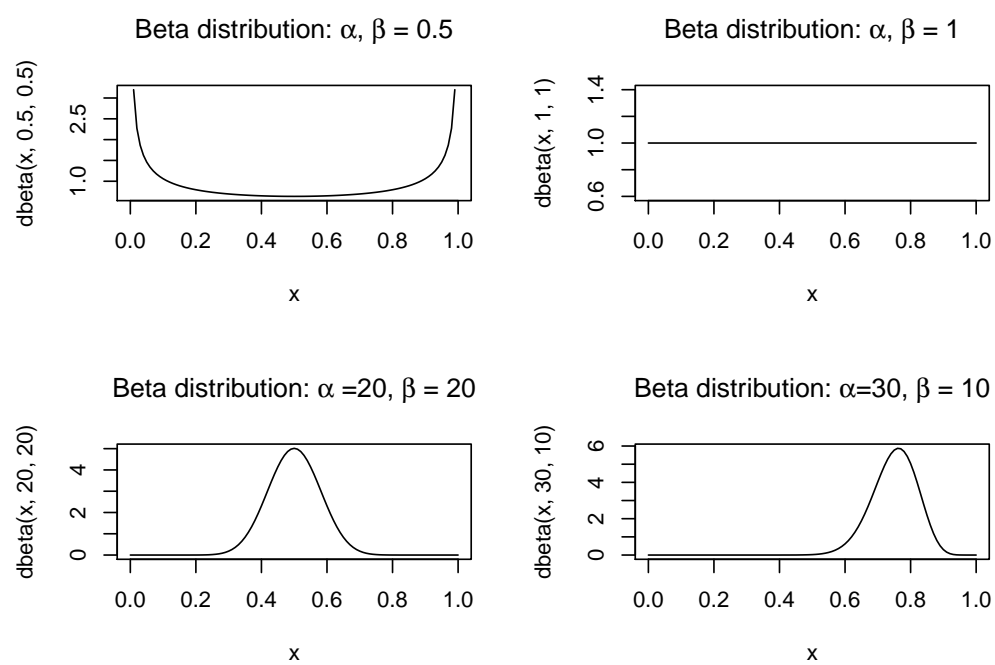 Beta distribution: α, β = 0.5
dbeta(x, 0.5, 0.5)
2.5
1.0
0.0 0.2 0.4 0.6 0.8 1.0
x
Beta distribution: α, β = 1
dbeta(x, 1, 1)
1.4
1.0
0.6
0.0 0.2 0.4 0.6 0.8 1.0
x
Beta distribution: α =20, β = 20
dbeta(x, 20, 20)
4
2
0
0.0 0.2 0.4 0.6 0.8 1.0
x
Beta distribution: α=30, β = 10
dbeta(x, 30, 10)
6
4
2
0
0.0 0.2 0.4 0.6 0.8 1.0
x